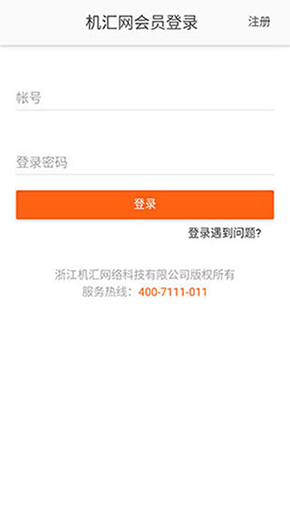 机汇网会员登录 注册
帐号
登录密码
登录
登录遇到问题?
浙江机汇网络科技有限公司版权所有
服务热线：400-7111-011